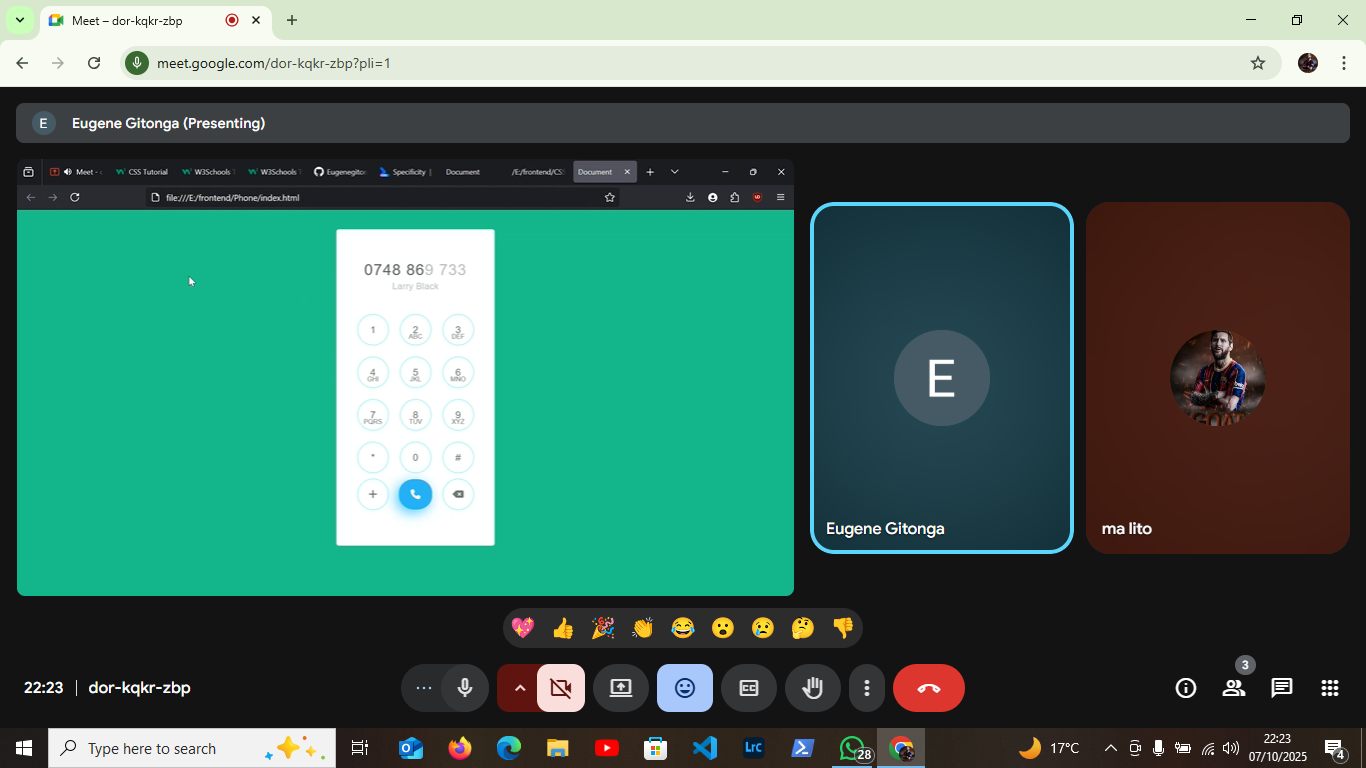 Meet – dor-kqkr-zbp
meet.google.com/dor-kqkr-zbp?pli=1
E Eugene Gitonga (Presenting)
Meet - CSS Tutorial W3Schools W3Schools Eugenegito Specificity Document /E:/frontend/CS Document
file:///E:/frontend/Phone/index.html
0748 869 733
Larry Black
1 2 3
ABC DEF
4 5 6
GHI JKL MNO
7 8 9
PQRS TUV XYZ
* 0 #
+
E
Eugene Gitonga
ma lito
22:23 | dor-kqkr-zbp
CC
3
Type here to search
Lrc
28
17°C
22:23
07/10/2025
4